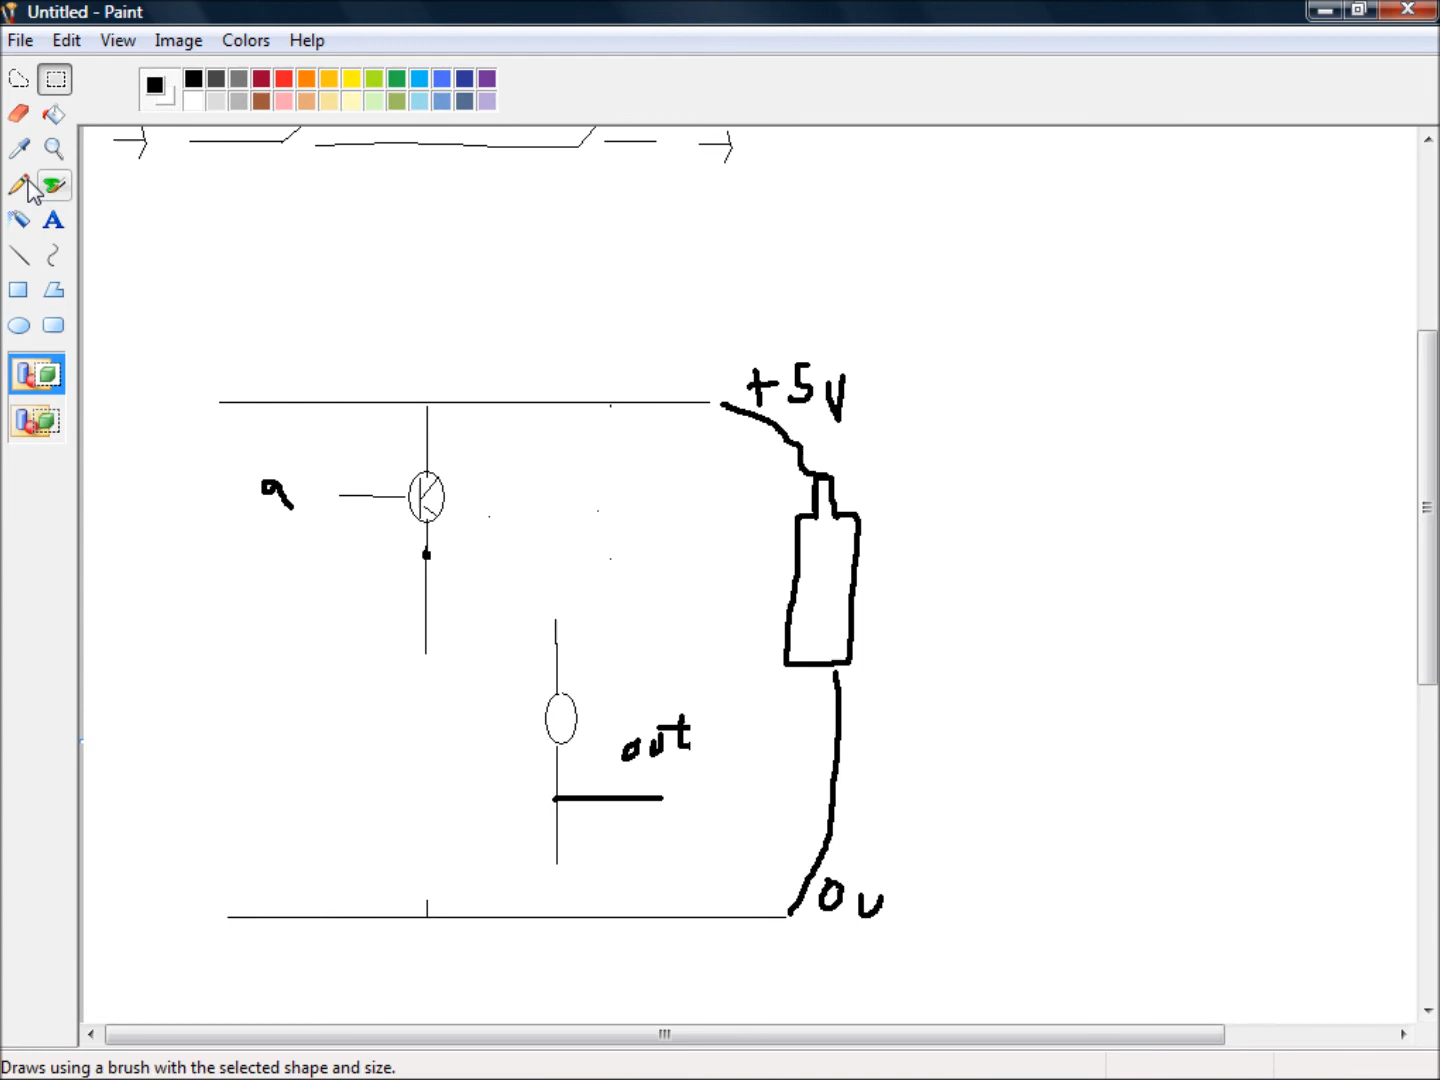 Untitled - Paint
File Edit View Image Colors Help
A
+5V
a
out
0v
Draws using a brush with the selected shape and size.